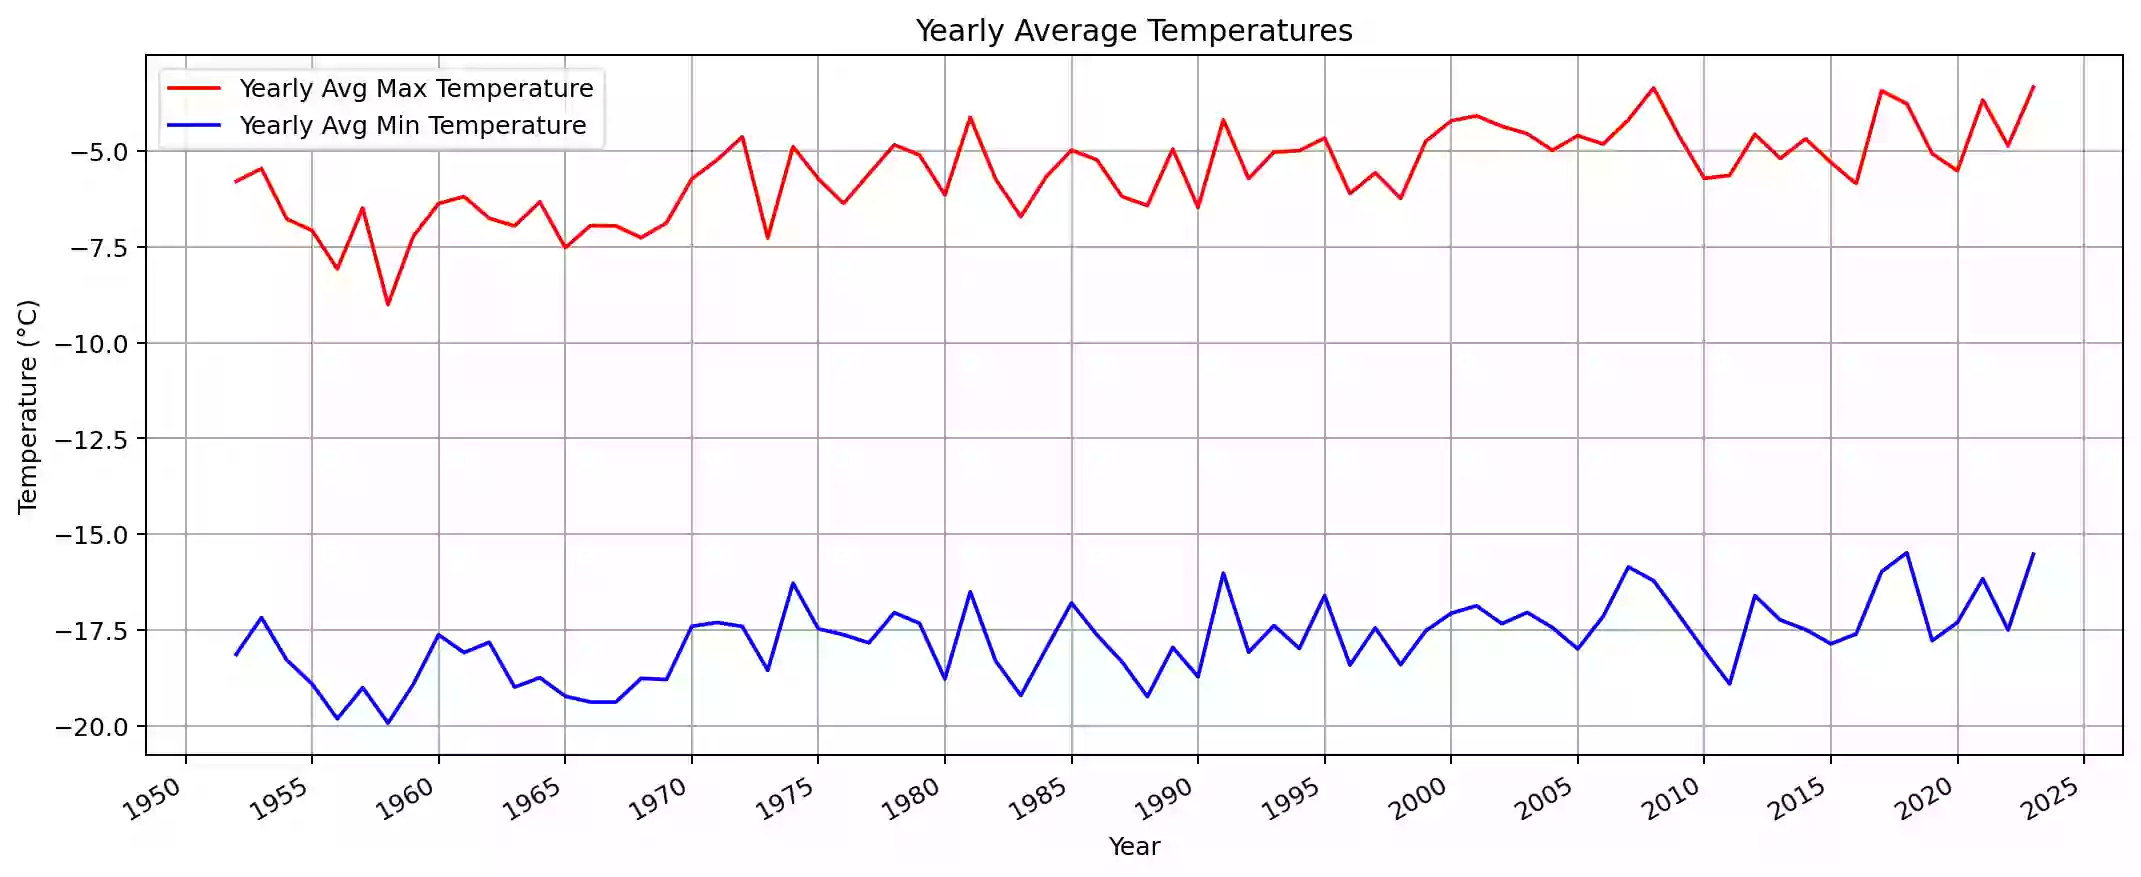 Yearly Average Temperatures
Yearly Avg Max Temperature
Yearly Avg Min Temperature
Temperature (°C)
−5.0
−7.5
−10.0
−12.5
−15.0
−17.5
−20.0
1950 1955 1960 1965 1970 1975 1980 1985 1990 1995 2000 2005 2010 2015 2020 2025
Year